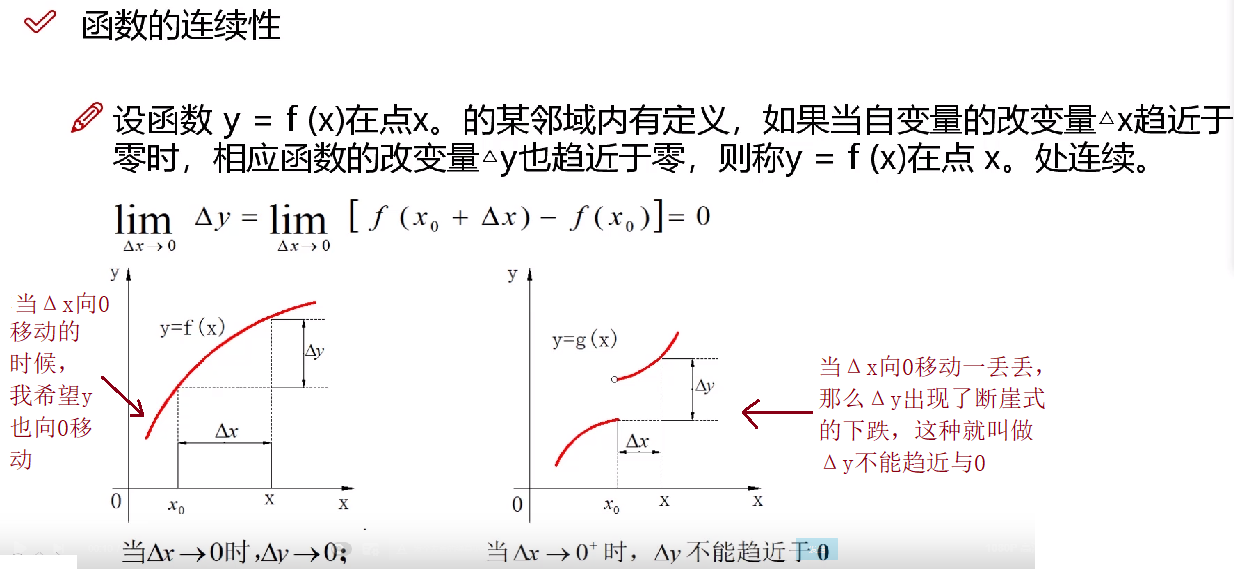 函数的连续性
设函数 y = f (x)在点x。的某邻域内有定义，如果当自变量的改变量△x趋近于
零时，相应函数的改变量△y也趋近于零，则称y = f (x)在点 x。处连续。
lim Δy = lim [ f (x₀ + Δx) − f(x₀)]= 0
Δx→0 Δx→0
y
当Δx向0
移动的
时候，
我希望y
也向0移
动
y=f(x)
Δy
Δx
0
x₀
x
x
当Δx→0时,Δy→0;
y
y=g(x)
Δy
Δx
0
x₀
x
x
当Δx向0移动一丢丢，
那么Δy出现了断崖式
的下跌，这种就叫做
Δy不能趋近与0
当Δx→0⁺时，Δy不能趋近于0